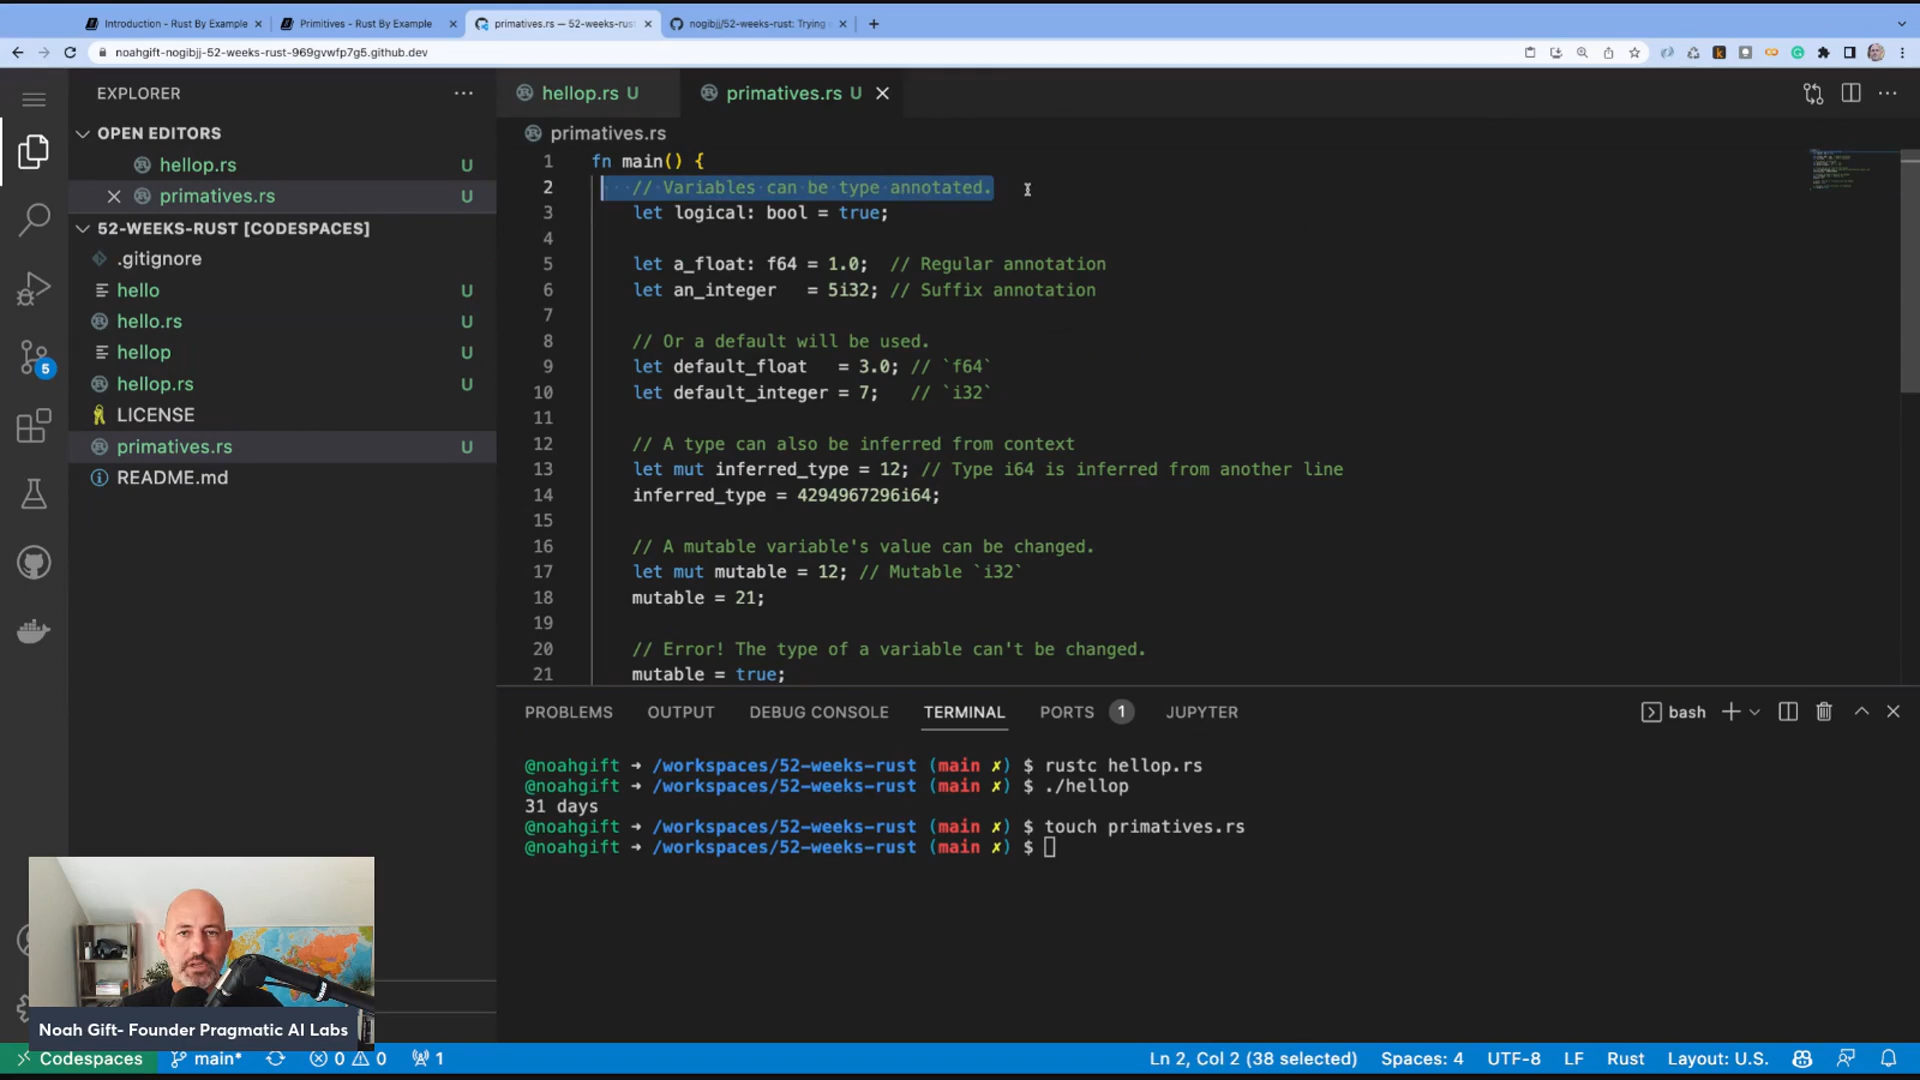 Introduction - Rust By Example
Primitives - Rust By Example
primatives.rs — 52-weeks-rust
nogibjj/52-weeks-rust: Trying
noahgift-nogibjj-52-weeks-rust-969gvwfp7g5.github.dev
EXPLORER
OPEN EDITORS
hellop.rs U
primatives.rs U
52-WEEKS-RUST [CODESPACES]
.gitignore
hello U
hello.rs U
hellop U
hellop.rs U
LICENSE
primatives.rs U
README.md
5
hellop.rs U
primatives.rs U
primatives.rs
1 fn main() {
2 // Variables can be type annotated.
3 let logical: bool = true;
4
5 let a_float: f64 = 1.0; // Regular annotation
6 let an_integer = 5i32; // Suffix annotation
7
8 // Or a default will be used.
9 let default_float = 3.0; // `f64`
10 let default_integer = 7; // `i32`
11
12 // A type can also be inferred from context
13 let mut inferred_type = 12; // Type i64 is inferred from another line
14 inferred_type = 4294967296i64;
15
16 // A mutable variable's value can be changed.
17 let mut mutable = 12; // Mutable `i32`
18 mutable = 21;
19
20 // Error! The type of a variable can't be changed.
21 mutable = true;
PROBLEMS OUTPUT DEBUG CONSOLE TERMINAL PORTS 1 JUPYTER
bash
@noahgift ➜ /workspaces/52-weeks-rust (main ✗) $ rustc hellop.rs
@noahgift ➜ /workspaces/52-weeks-rust (main ✗) $ ./hellop
31 days
@noahgift ➜ /workspaces/52-weeks-rust (main ✗) $ touch primatives.rs
@noahgift ➜ /workspaces/52-weeks-rust (main ✗) $
Noah Gift- Founder Pragmatic AI Labs
Codespaces main* 0 0 1
Ln 2, Col 2 (38 selected) Spaces: 4 UTF-8 LF Rust Layout: U.S.